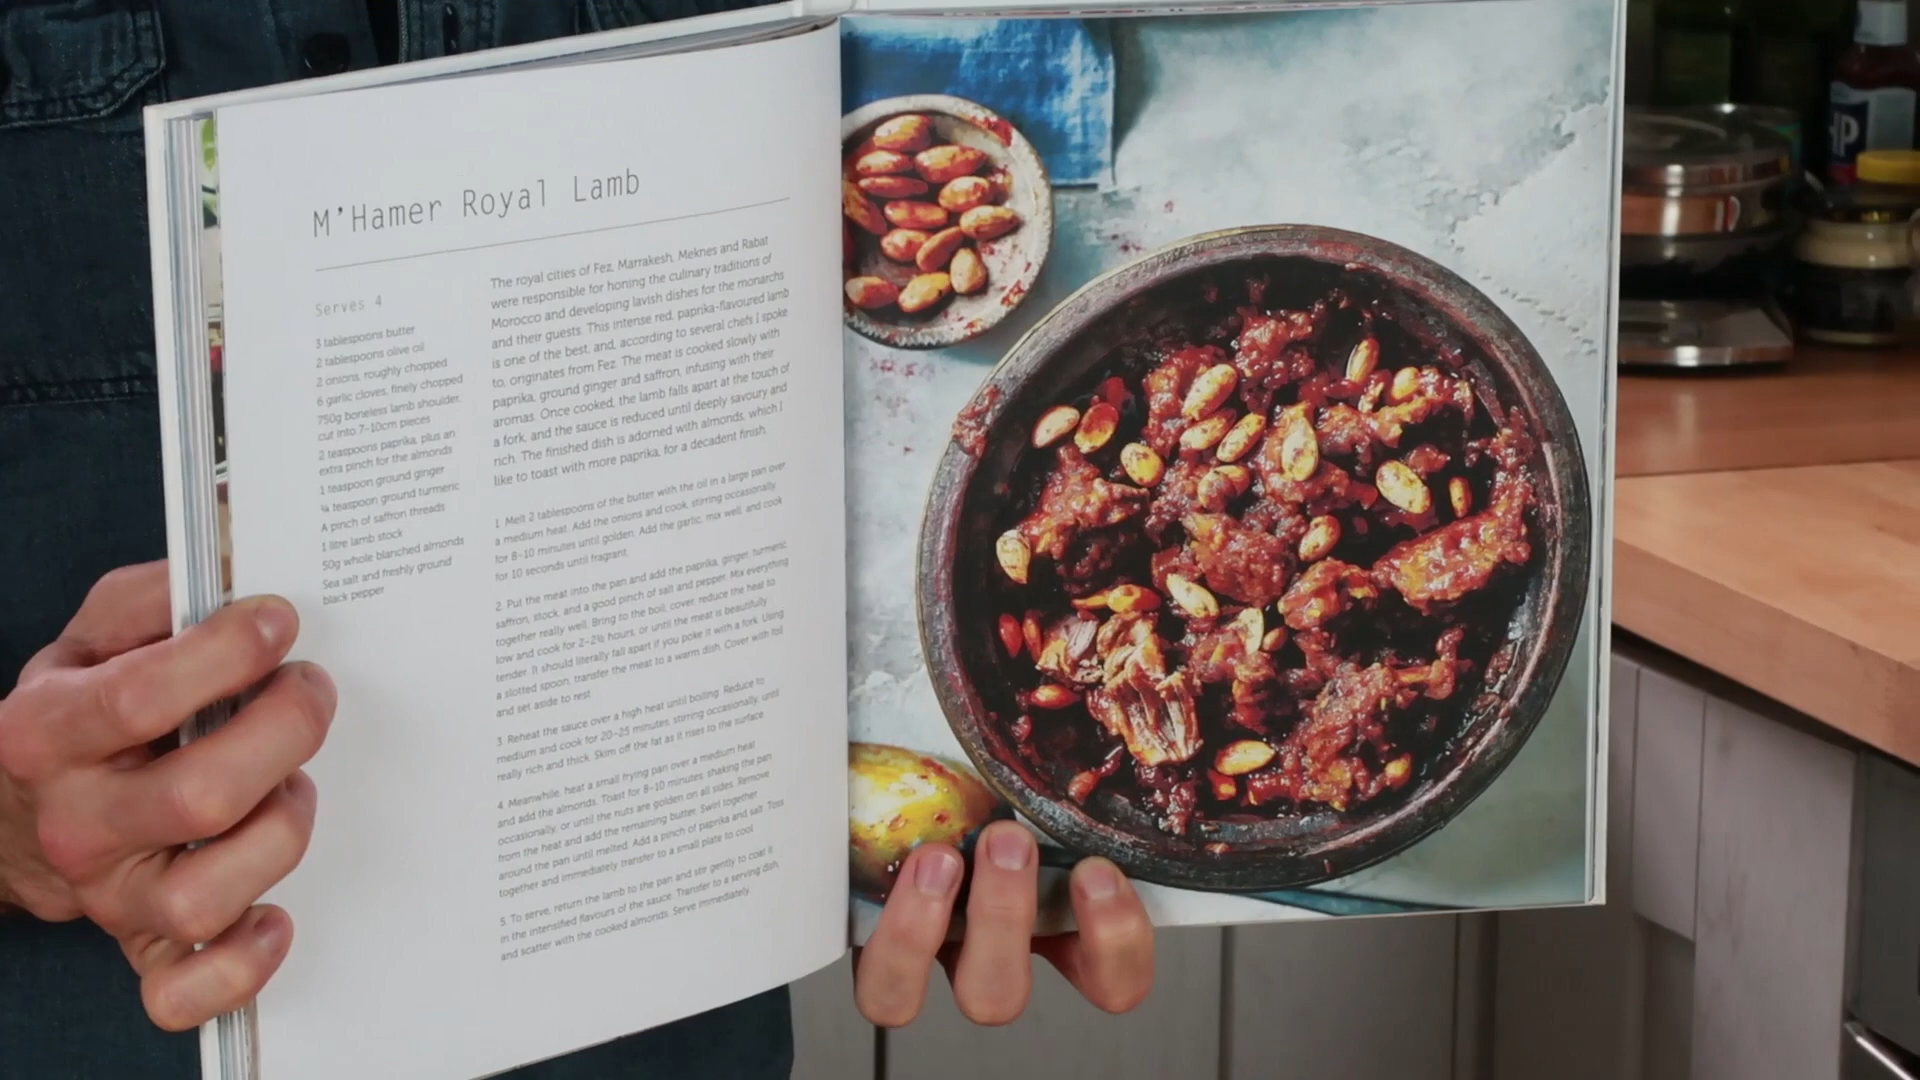 M'Hamer Royal Lamb
Serves 4
3 tablespoons butter
2 tablespoons olive oil
2 onions, roughly chopped
6 garlic cloves, finely chopped
750g boneless lamb shoulder,
cut into 7–10cm pieces
2 teaspoons paprika, plus an
extra pinch for the almonds
1 teaspoon ground ginger
¼ teaspoon ground turmeric
A pinch of saffron threads
1 litre lamb stock
50g whole blanched almonds
Sea salt and freshly ground
black pepper
The royal cities of Fez, Marrakesh, Meknes and Rabat
were responsible for honing the culinary traditions of
Morocco and developing lavish dishes for the monarchs
and their guests. This intense red, paprika-flavoured lamb
is one of the best, and, according to several chefs I spoke
to, originates from Fez. The meat is cooked slowly with
paprika, ground ginger and saffron, infusing with their
aromas. Once cooked, the lamb falls apart at the touch of
a fork, and the sauce is reduced until deeply savoury and
rich. The finished dish is adorned with almonds, which I
like to toast with more paprika, for a decadent finish.
1. Melt 2 tablespoons of the butter with the oil in a large pan over
a medium heat. Add the onions and cook, stirring occasionally,
for 8–10 minutes until golden. Add the garlic, mix well, and cook
for 10 seconds until fragrant.
2. Put the meat into the pan and add the paprika, ginger, turmeric,
saffron, stock, and a good pinch of salt and pepper. Mix everything
together really well. Bring to the boil, cover, reduce the heat to
low and cook for 2–2½ hours, or until the meat is beautifully
tender. It should literally fall apart if you poke it with a fork. Using
a slotted spoon, transfer the meat to a warm dish. Cover with foil
and set aside to rest.
3. Reheat the sauce over a high heat until boiling. Reduce to
medium and cook for 20–25 minutes, stirring occasionally, until
really rich and thick. Skim off the fat as it rises to the surface.
4. Meanwhile, heat a small frying pan over a medium heat
and add the almonds. Toast for 8–10 minutes, shaking the pan
occasionally, or until the nuts are golden on all sides. Remove
from the heat and add the remaining butter. Swirl together
around the pan until melted. Add a pinch of paprika and salt. Toss
together and immediately transfer to a small plate to cool.
5. To serve, return the lamb to the pan and stir gently to coat it
in the intensified flavours of the sauce. Transfer to a serving dish,
and scatter with the cooked almonds. Serve immediately.
HP